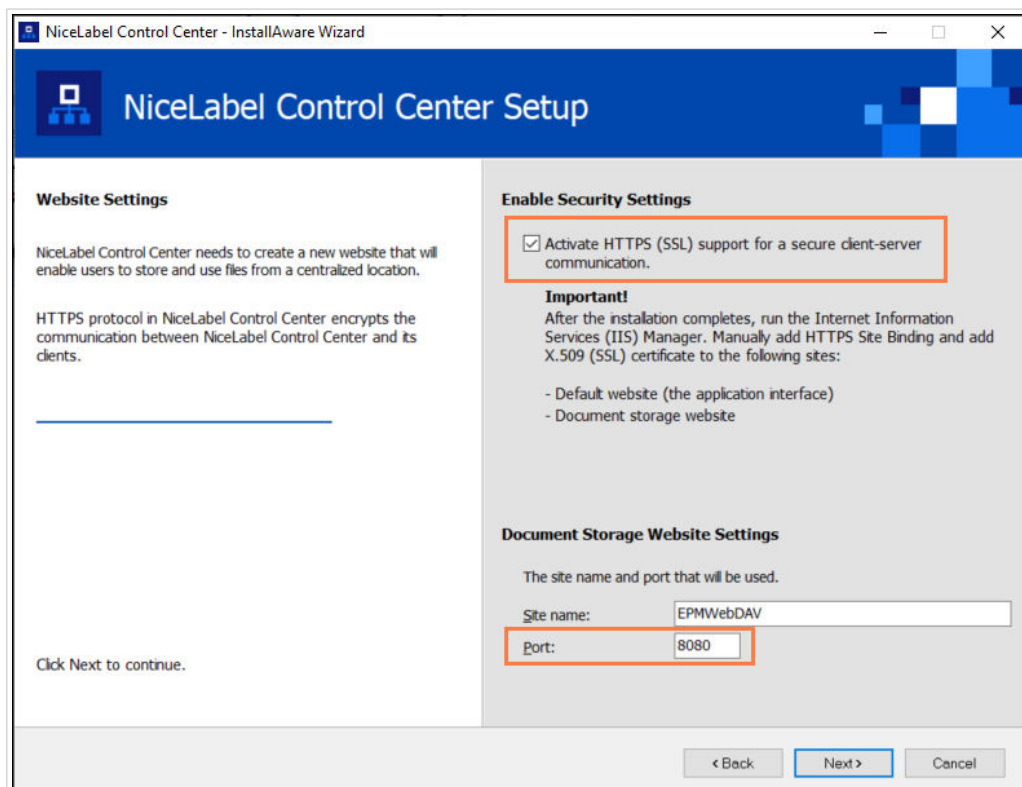 NiceLabel Control Center - InstallAware Wizard
NiceLabel Control Center Setup
Website Settings
NiceLabel Control Center needs to create a new website that will
enable users to store and use files from a centralized location.
HTTPS protocol in NiceLabel Control Center encrypts the
communication between NiceLabel Control Center and its
clients.
Click Next to continue.
Enable Security Settings
Activate HTTPS (SSL) support for a secure client-server
communication.
Important!
After the installation completes, run the Internet Information
Services (IIS) Manager. Manually add HTTPS Site Binding and add
X.509 (SSL) certificate to the following sites:
- Default website (the application interface)
- Document storage website
Document Storage Website Settings
The site name and port that will be used.
Site name: EPMWebDAV
Port: 8080
< Back Next > Cancel